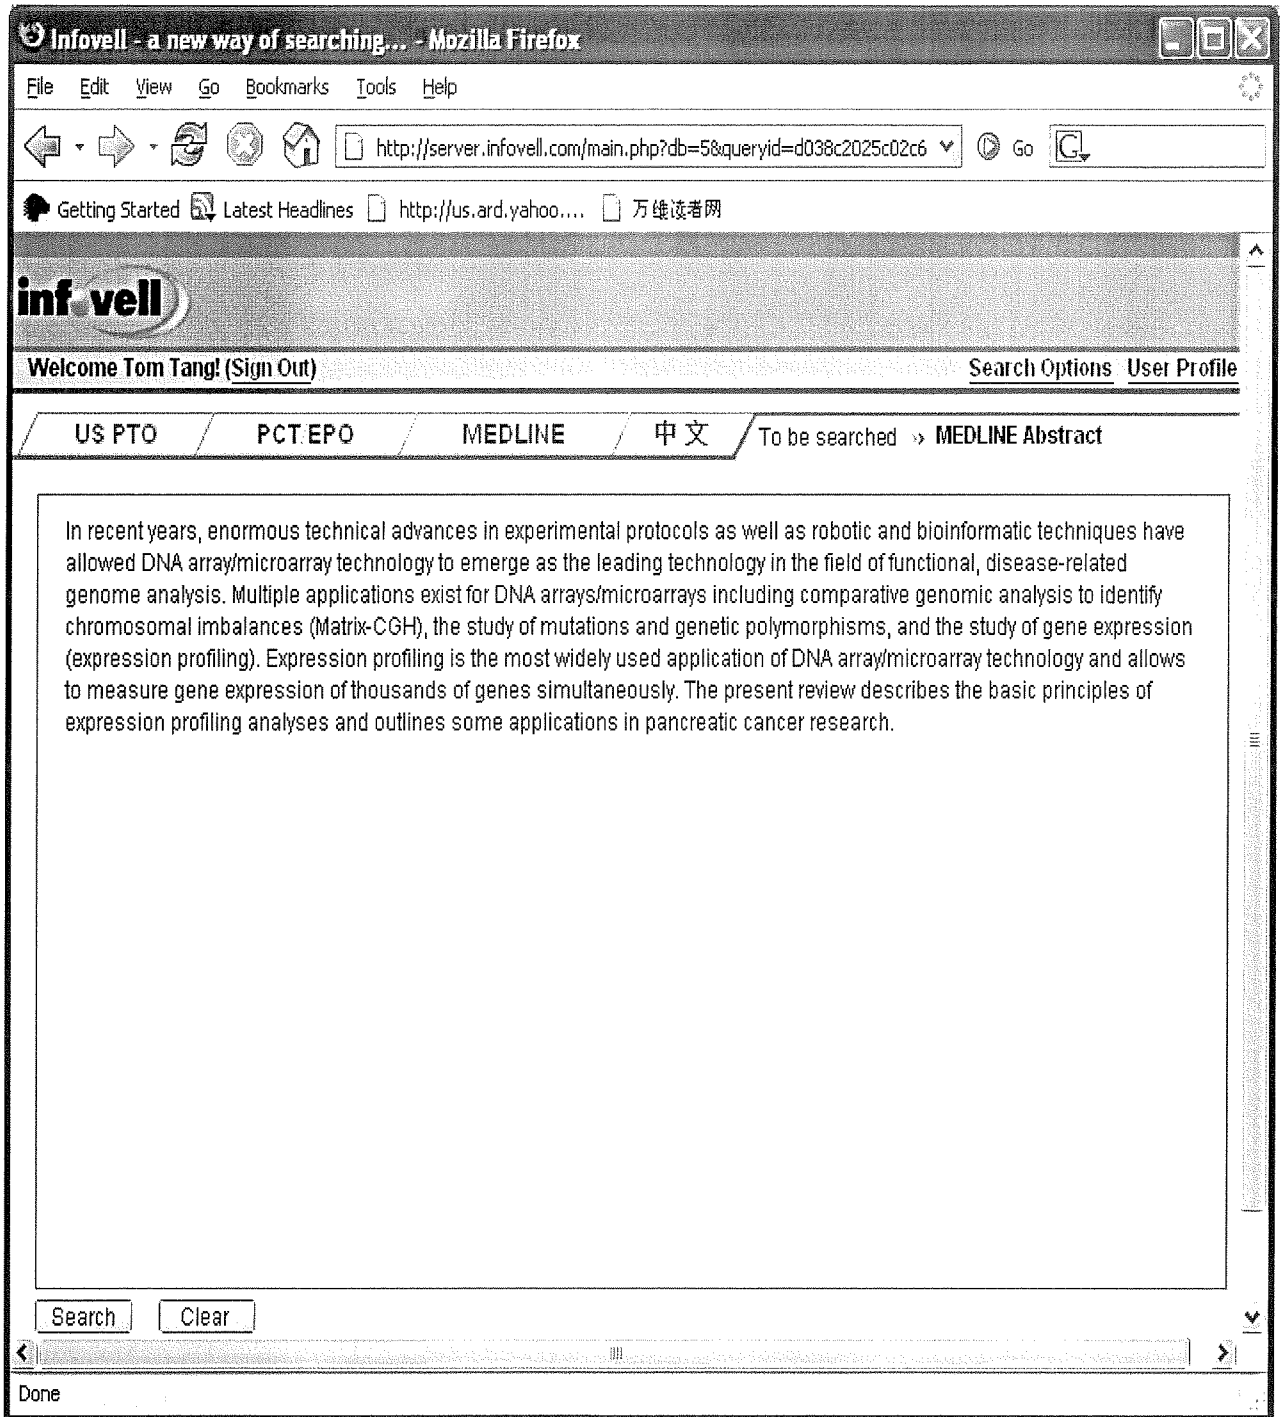 Infovell - a new way of searching... - Mozilla Firefox
File Edit View Go Bookmarks Tools Help
http://server.infovell.com/main.php?db=5&queryid=d038c2025c02c6 Go G
Getting Started Latest Headlines http://us.ard.yahoo.... 万维读者网
infovell
Welcome Tom Tang! (Sign Out) Search Options User Profile
US PTO PCT/EPO MEDLINE 中文 To be searched » MEDLINE Abstract
In recent years, enormous technical advances in experimental protocols as well as robotic and bioinformatic techniques have
allowed DNA array/microarray technology to emerge as the leading technology in the field of functional, disease-related
genome analysis. Multiple applications exist for DNA arrays/microarrays including comparative genomic analysis to identify
chromosomal imbalances (Matrix-CGH), the study of mutations and genetic polymorphisms, and the study of gene expression
(expression profiling). Expression profiling is the most widely used application of DNA array/microarray technology and allows
to measure gene expression of thousands of genes simultaneously. The present review describes the basic principles of
expression profiling analyses and outlines some applications in pancreatic cancer research.
Search Clear
Done